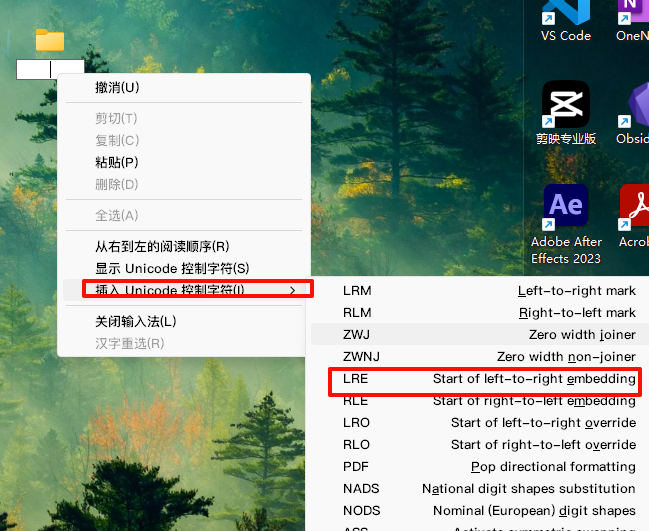 VS Code
OneN
撤消(U)
剪切(T)
复制(C)
粘贴(P)
删除(D)
全选(A)
从右到左的阅读顺序(R)
显示 Unicode 控制字符(S)
插入 Unicode 控制字符(I)
关闭输入法(L)
汉字重选(R)
剪映专业版
Obsid
Ae
Adobe After
Effects 2023
Acrob
LRM Left-to-right mark
RLM Right-to-left mark
ZWJ Zero width joiner
ZWNJ Zero width non-joiner
LRE Start of left-to-right embedding
RLE Start of right-to-left embedding
LRO Start of left-to-right override
RLO Start of right-to-left override
PDF Pop directional formatting
NADS National digit shapes substitution
NODS Nominal (European) digit shapes
ASS Activate symmetric swapping